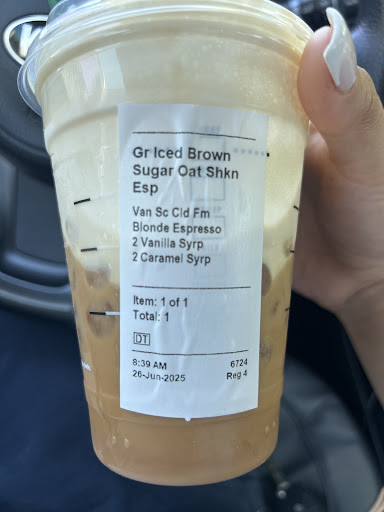 Gr Iced Brown
Sugar Oat Shkn
Esp
Van Sc Cld Fm
Blonde Espresso
2 Vanilla Syrp
2 Caramel Syrp
Item: 1 of 1
Total: 1
DT
8:39 AM 6724
26-Jun-2025 Reg 4